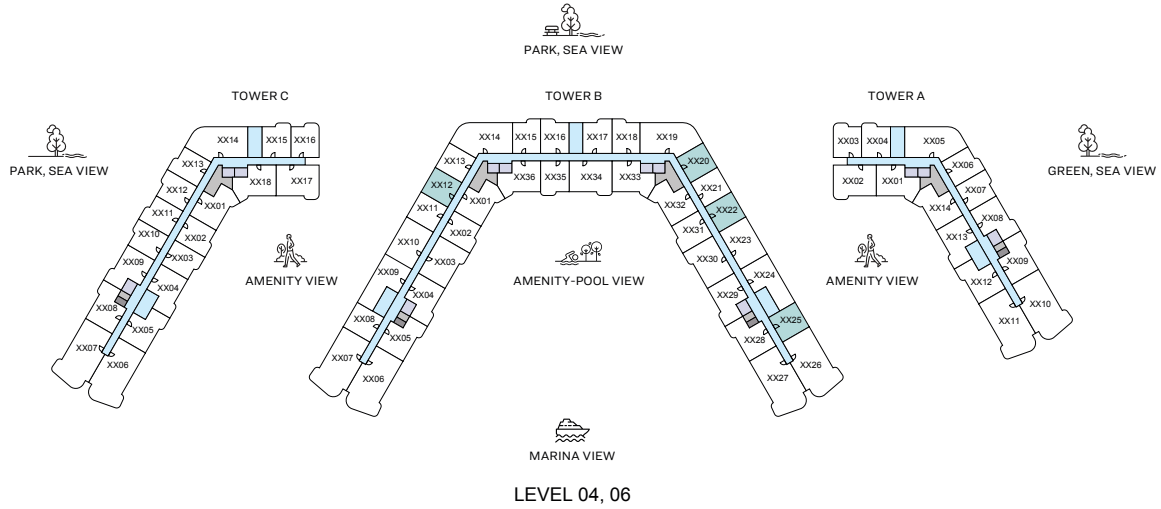 PARK, SEA VIEW
TOWER C
TOWER B
TOWER A
PARK, SEA VIEW
GREEN, SEA VIEW
XX14
XX15
XX16
XX13
XX12
XX11
XX10
XX09
XX08
XX07
XX06
XX05
XX04
XX03
XX02
XX01
XX18
XX17
XX14
XX15
XX16
XX17
XX18
XX19
XX13
XX12
XX11
XX10
XX09
XX08
XX07
XX06
XX05
XX04
XX03
XX02
XX01
XX36
XX35
XX34
XX33
XX32
XX31
XX30
XX29
XX28
XX27
XX26
XX25
XX24
XX23
XX22
XX21
XX20
XX03
XX04
XX05
XX06
XX07
XX08
XX09
XX10
XX11
XX12
XX13
XX14
XX01
XX02
AMENITY VIEW
AMENITY-POOL VIEW
AMENITY VIEW
MARINA VIEW
LEVEL 04, 06